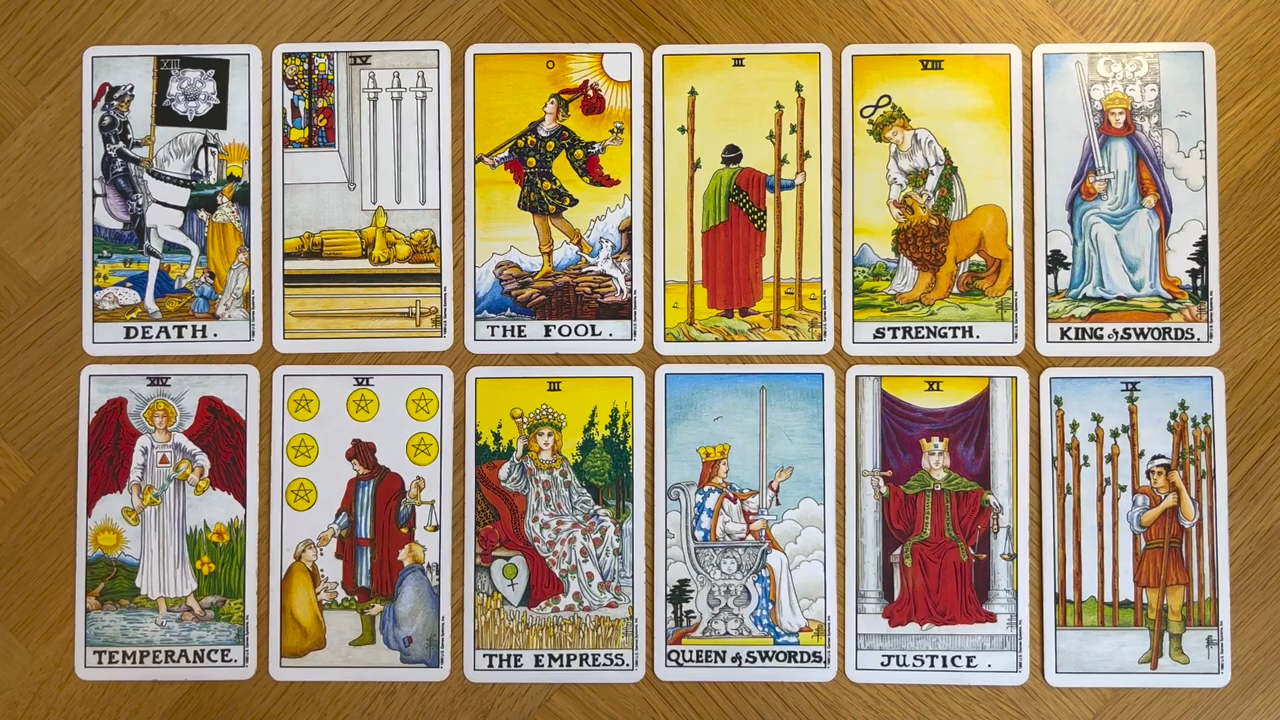 XIII
DEATH.
IV
O
THE FOOL.
III
VIII
STRENGTH.
KING of SWORDS.
XIV
TEMPERANCE.
VI
III
THE EMPRESS.
QUEEN of SWORDS.
XI
JUSTICE.
IX